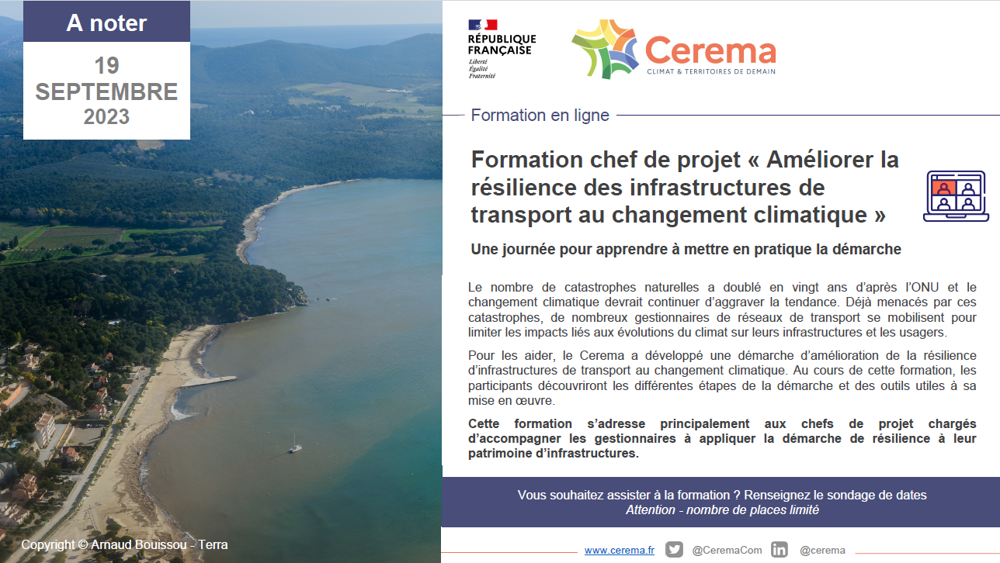 A noter
19
SEPTEMBRE
2023
RÉPUBLIQUE
FRANÇAISE
Liberté
Égalité
Fraternité
Cerema
CLIMAT & TERRITOIRES DE DEMAIN
Formation en ligne
Formation chef de projet « Améliorer la
résilience des infrastructures de
transport au changement climatique »
Une journée pour apprendre à mettre en pratique la démarche
Le nombre de catastrophes naturelles a doublé en vingt ans d’après l’ONU et le
changement climatique devrait continuer d’aggraver la tendance. Déjà menacés par ces
catastrophes, de nombreux gestionnaires de réseaux de transport se mobilisent pour
limiter les impacts liés aux évolutions du climat sur leurs infrastructures et les usagers.
Pour les aider, le Cerema a développé une démarche d’amélioration de la résilience
d’infrastructures de transport au changement climatique. Au cours de cette formation, les
participants découvriront les différentes étapes de la démarche et des outils utiles à sa
mise en œuvre.
Cette formation s’adresse principalement aux chefs de projet chargés
d’accompagner les gestionnaires à appliquer la démarche de résilience à leur
patrimoine d’infrastructures.
Vous souhaitez assister à la formation ? Renseignez le sondage de dates
Attention - nombre de places limité
Copyright © Arnaud Bouissou - Terra
www.cerema.fr @CeremaCom in @cerema